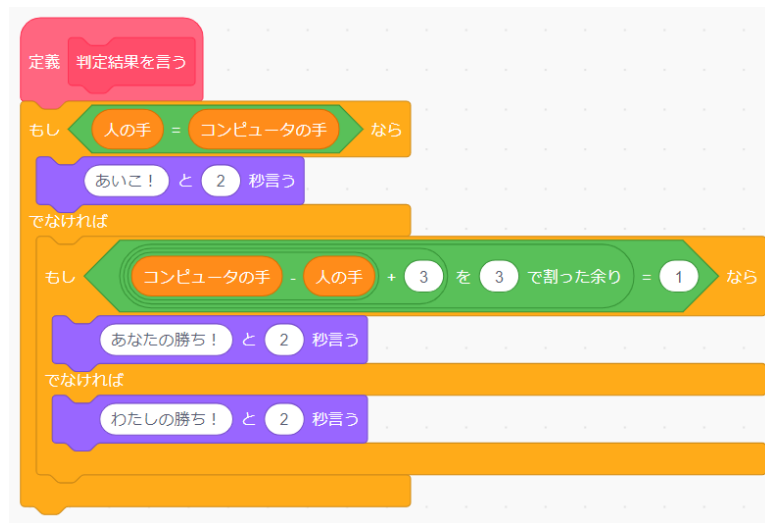 定義 判定結果を言う
もし 人の手 = コンピュータの手 なら
あいこ！ と 2 秒言う
でなければ
もし コンピュータの手 - 人の手 + 3 を 3 で割った余り = 1 なら
あなたの勝ち！ と 2 秒言う
でなければ
わたしの勝ち！ と 2 秒言う